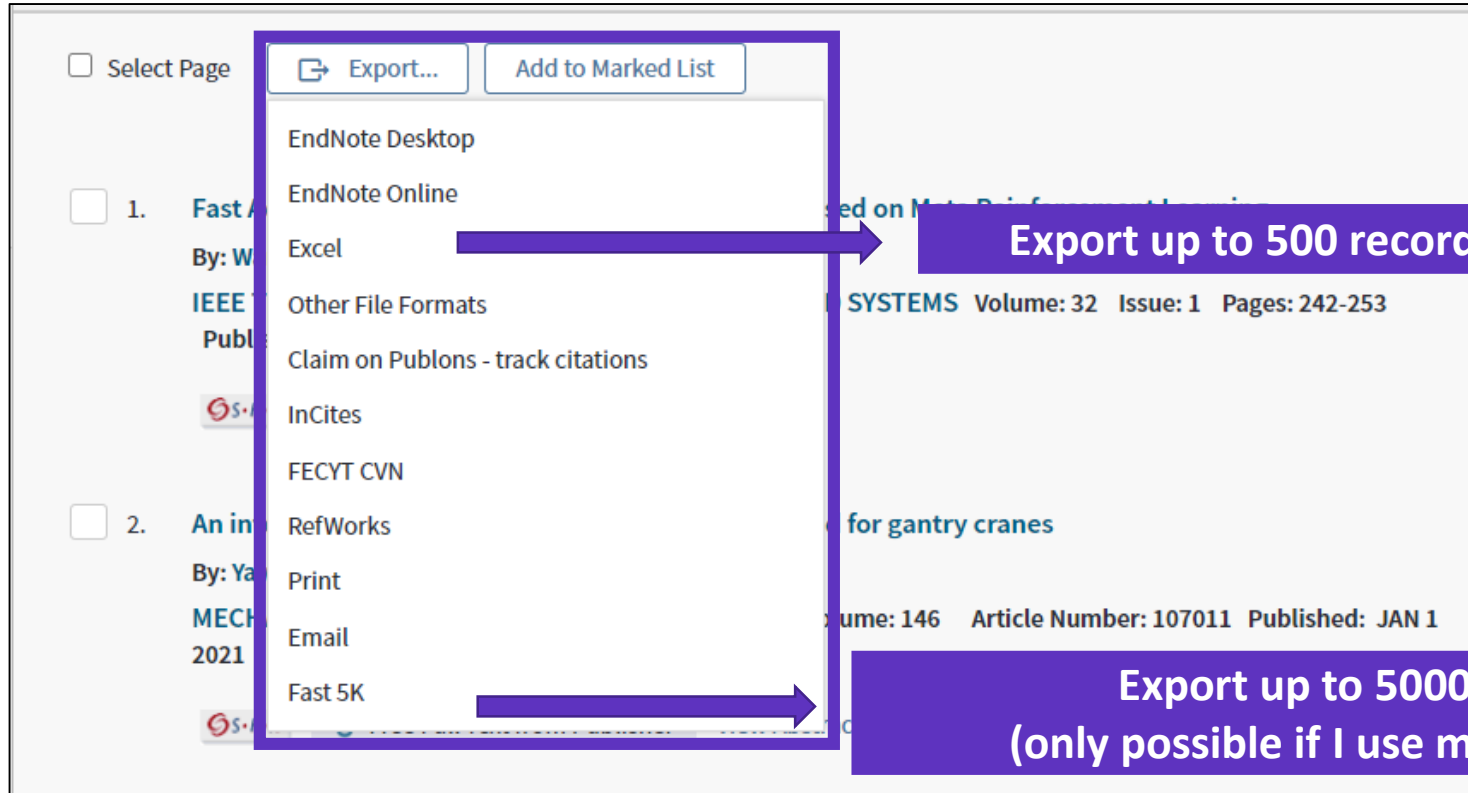 Select Page Export... Add to Marked List
EndNote Desktop
EndNote Online
1. Fast sed on
By:
Excel
Export up to 500
IEEE SYSTEMS Volume: 32 Issue: 1 Pages: 242-253
Other File Formats
Claim on Publons - track citations
InCites
FECYT CVN
2. An for gantry cranes
RefWorks
By:
Print
146 Article Number: 107011 Published: JAN 1
2021
Email
Fast 5K
Export up to 5000
(only possible if I use